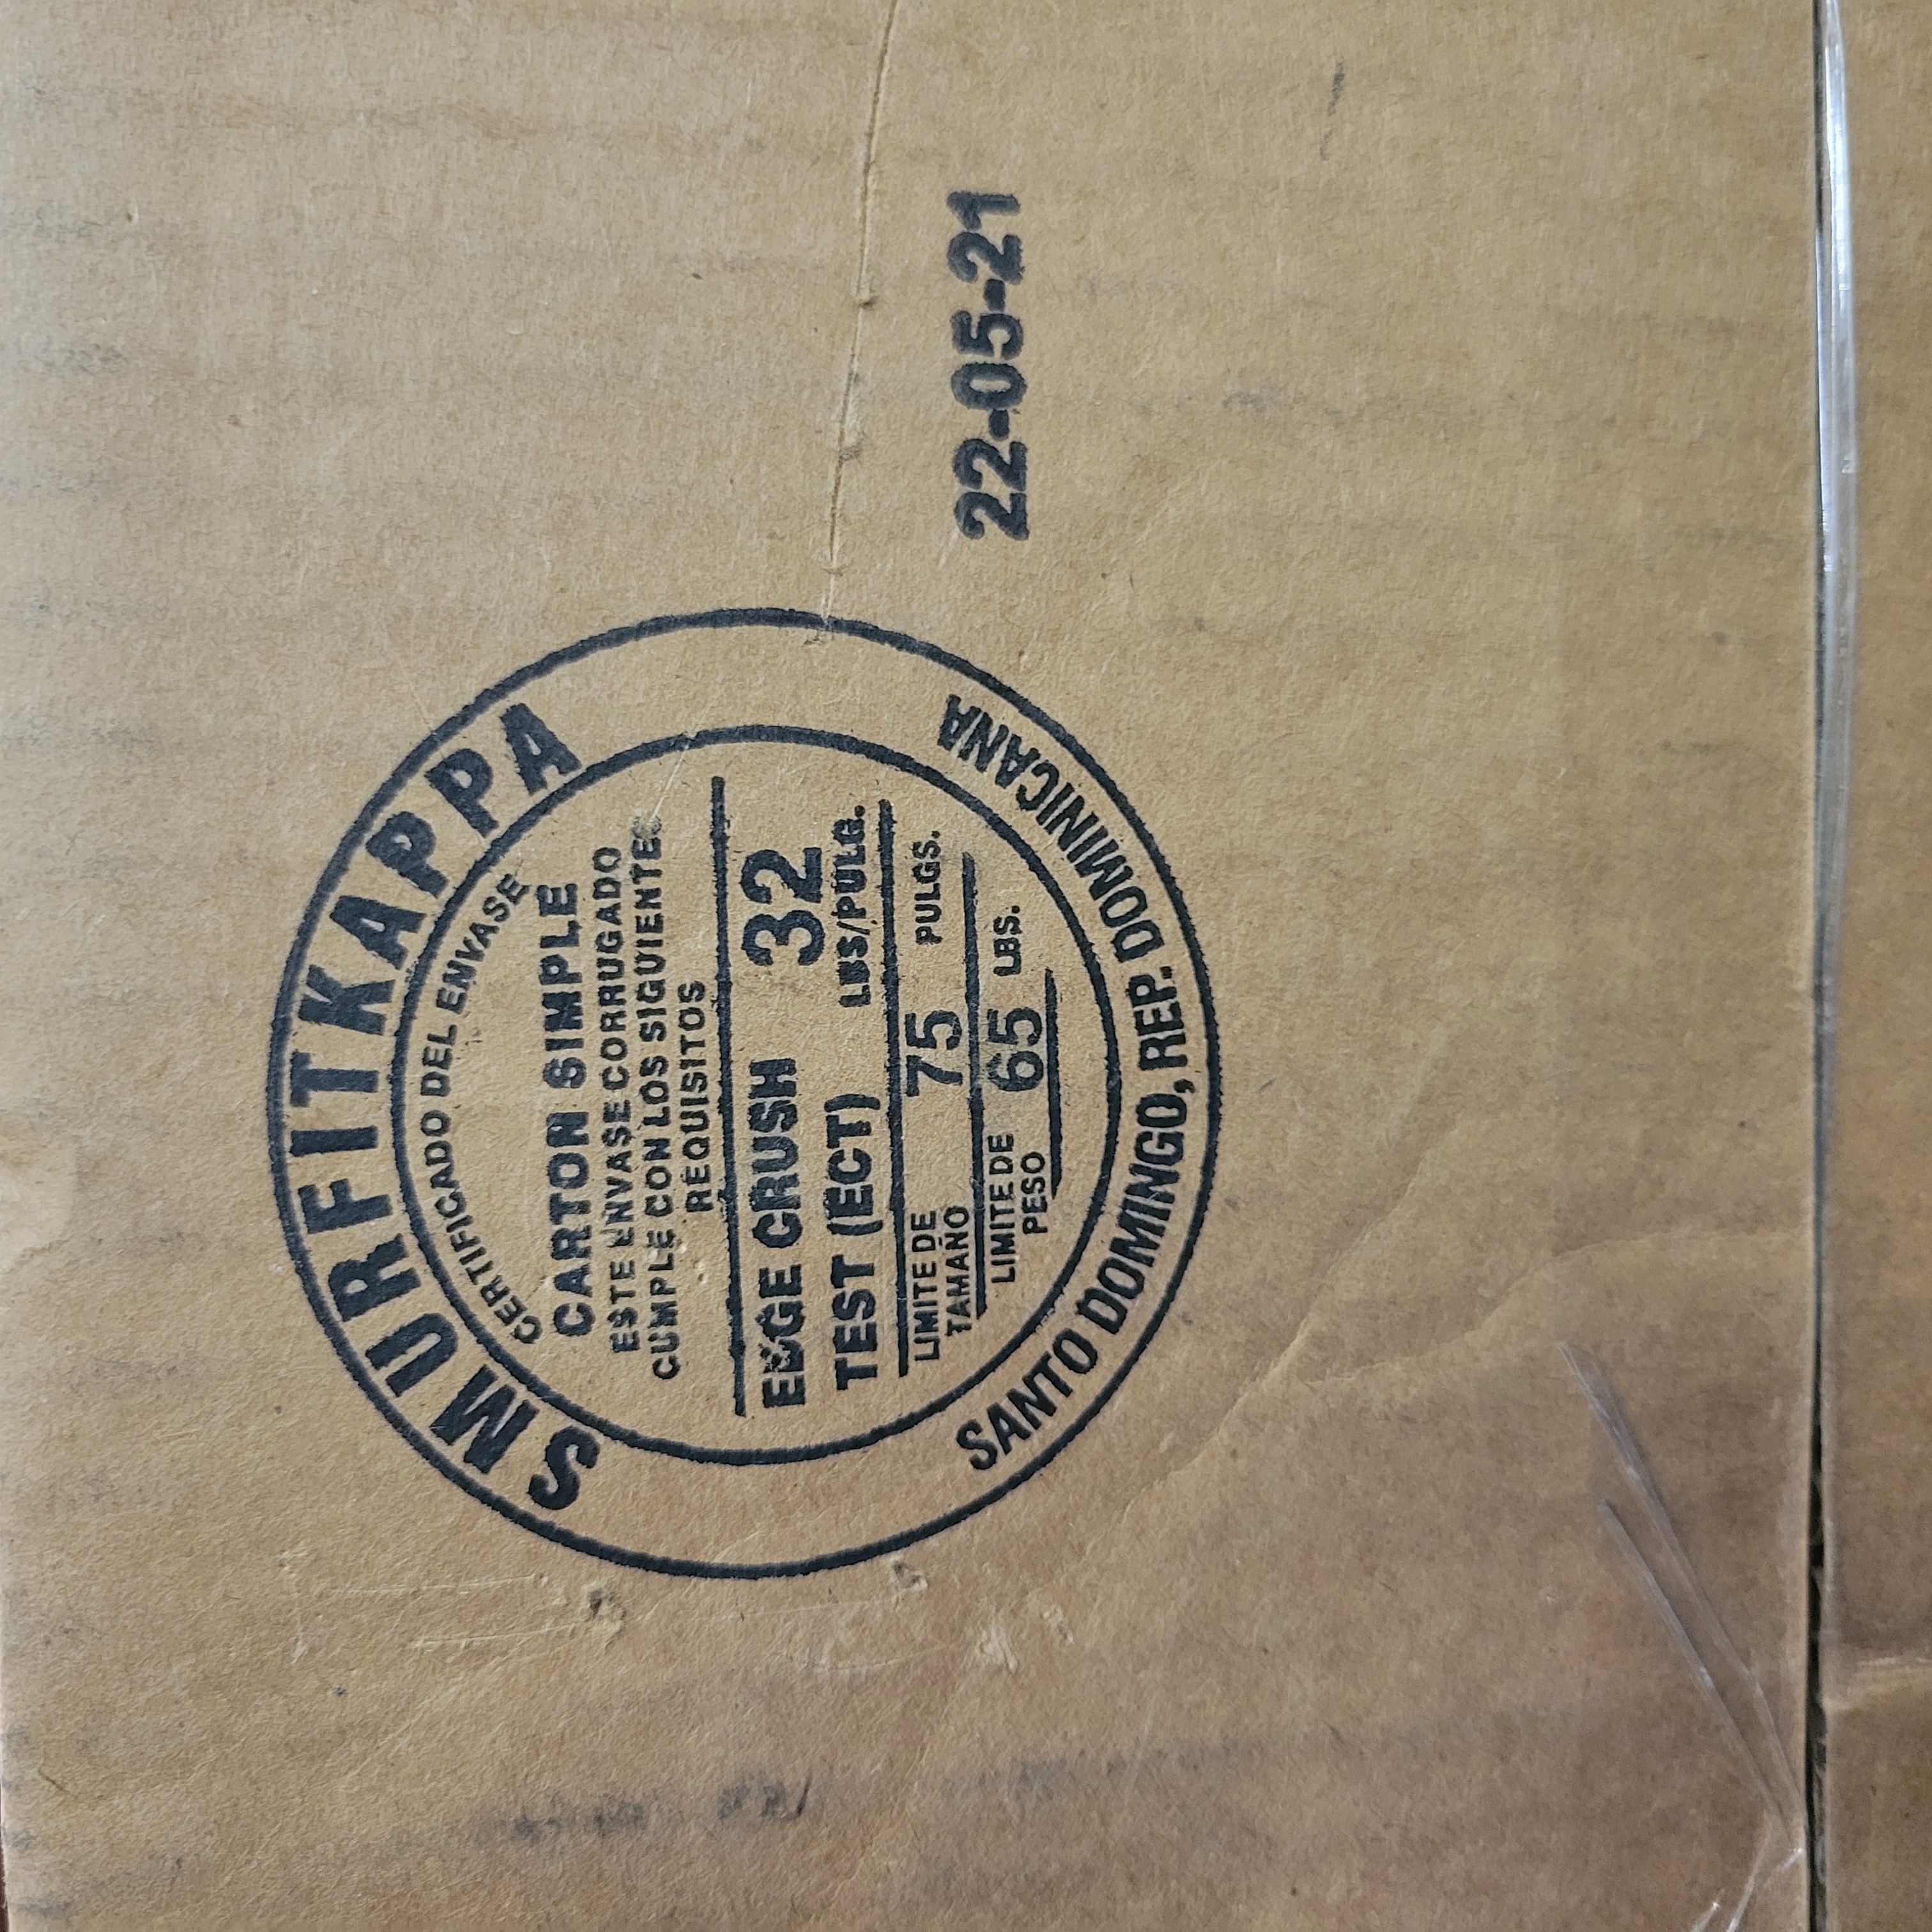 SMURFITKAPPA
CERTIFICADO DEL ENVASE
CARTON SIMPLE
ESTE ENVASE CORRUGADO
CUMPLE CON LOS SIGUIENTES
REQUISITOS
EDGE CRUSH 32
TEST (ECT) LBS/PULG.
LIMITE DE
TAMAÑO 75 PULGS.
LIMITE DE
PESO 65 LBS.
SANTO DOMINGO, REP. DOMINICANA
22-05-21